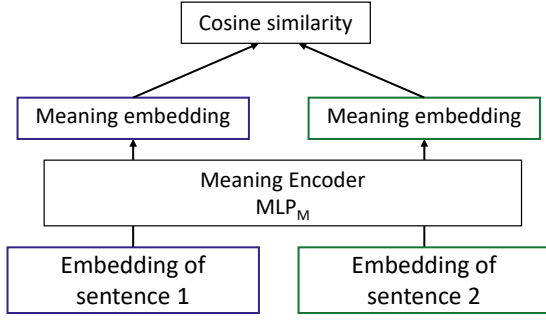 Cosine similarity
Meaning embedding
Meaning embedding
Meaning Encoder
MLP_M
Embedding of
sentence 1
Embedding of
sentence 2